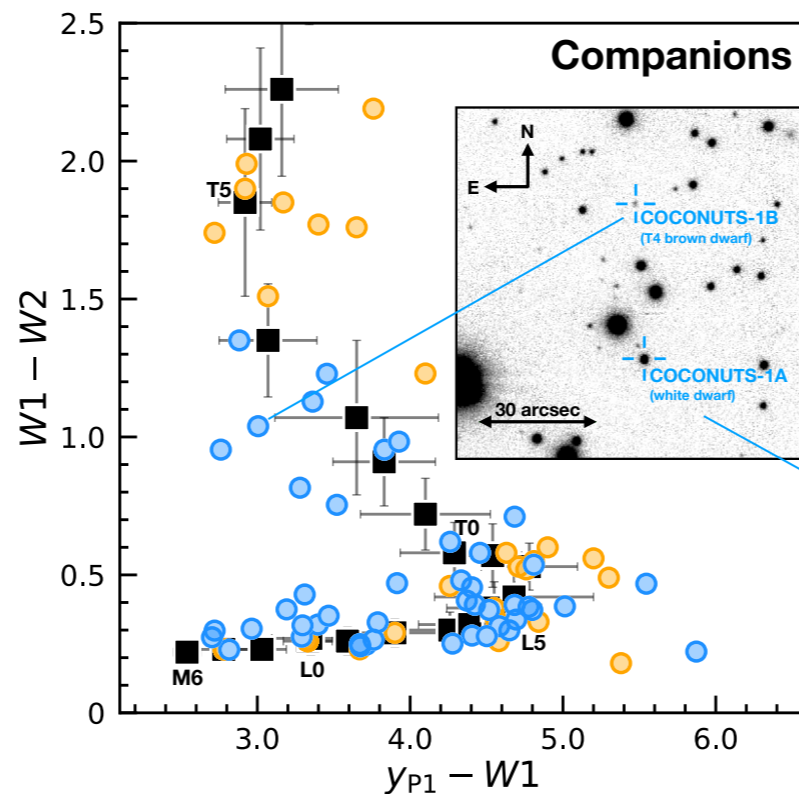 Companions
N
E
COCONUTS-1B
(T4 brown dwarf)
COCONUTS-1A
(white dwarf)
30 arcsec
T5
T0
L5
L0
M6
2.5
2.0
1.5
1.0
0.5
0
W1 − W2
3.0 4.0 5.0 6.0
yP1 − W1